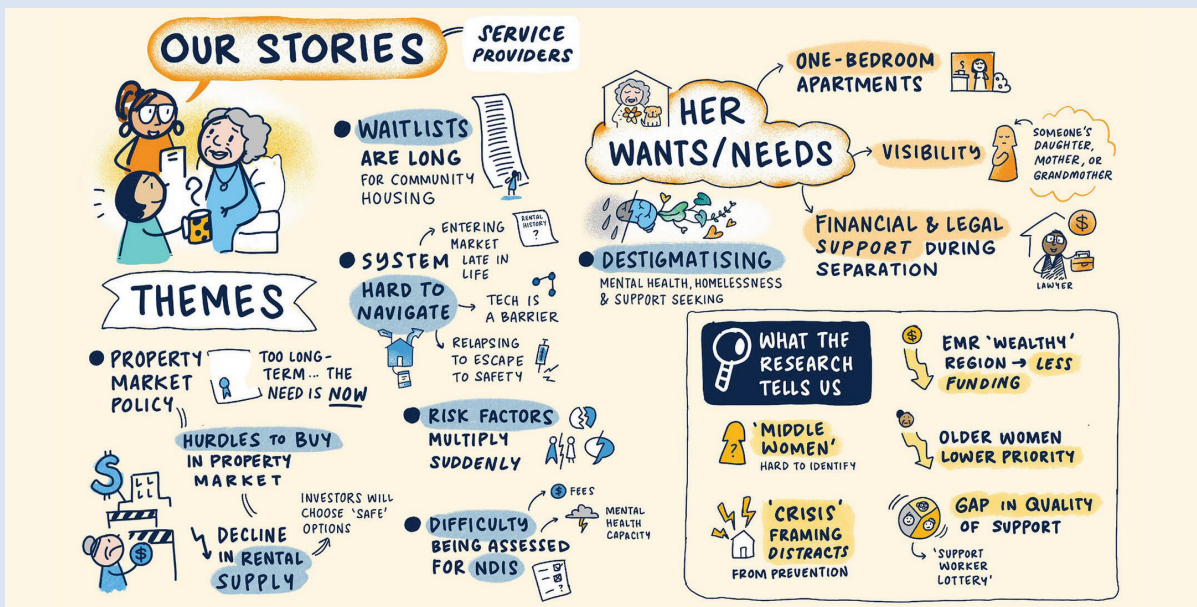 OUR STORIES
SERVICE
PROVIDERS
?
THEMES
PROPERTY
MARKET
POLICY
TOO LONG-
TERM... THE
NEED IS NOW
HURDLES TO BUY
IN PROPERTY
MARKET
$
$
DECLINE
IN RENTAL
SUPPLY
INVESTORS WILL
CHOOSE 'SAFE'
OPTIONS
WAITLISTS
ARE LONG
FOR COMMUNITY
HOUSING
SYSTEM
HARD TO
NAVIGATE
ENTERING
MARKET
LATE IN
LIFE
RENTAL
HISTORY
?
TECH IS
A BARRIER
RELAPSING
TO ESCAPE
TO SAFETY
RISK FACTORS
MULTIPLY
SUDDENLY
DIFFICULTY
BEING ASSESSED
FOR NDIS
$ FEES
MENTAL
HEALTH
CAPACITY
HER
WANTS/NEEDS
ONE-BEDROOM
APARTMENTS
VISIBILITY
SOMEONE'S
DAUGHTER,
MOTHER, OR
GRANDMOTHER
FINANCIAL & LEGAL
SUPPORT DURING
SEPARATION
$
LAWYER
DESTIGMATISING
MENTAL HEALTH, HOMELESSNESS
& SUPPORT SEEKING
WHAT THE
RESEARCH
TELLS US
?
'MIDDLE
WOMEN'
HARD TO IDENTIFY
'CRISIS'
FRAMING
DISTRACTS
FROM PREVENTION
$
EMR 'WEALTHY'
REGION → LESS
FUNDING
OLDER WOMEN
LOWER PRIORITY
GAP IN QUALITY
OF SUPPORT
'SUPPORT
WORKER
LOTTERY'